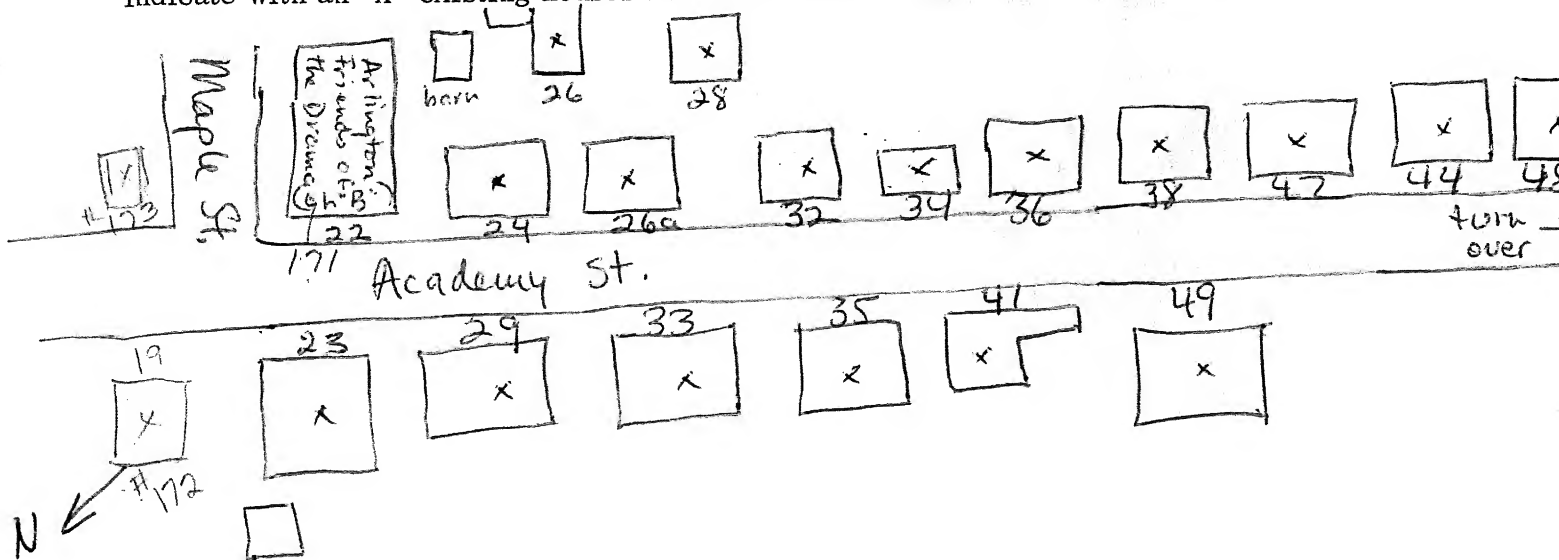 Indicate with an "x" existing
Maple St.
Arlington
Friends of
the Drama
barn
26
28
x
x
x
#173
22
171
x
24
x
26a
x
32
x
34
x
36
x
38
x
42
x
44
turn
over
Academy St.
19
x
#172
23
x
29
x
33
x
35
x
41
x
49
x
N